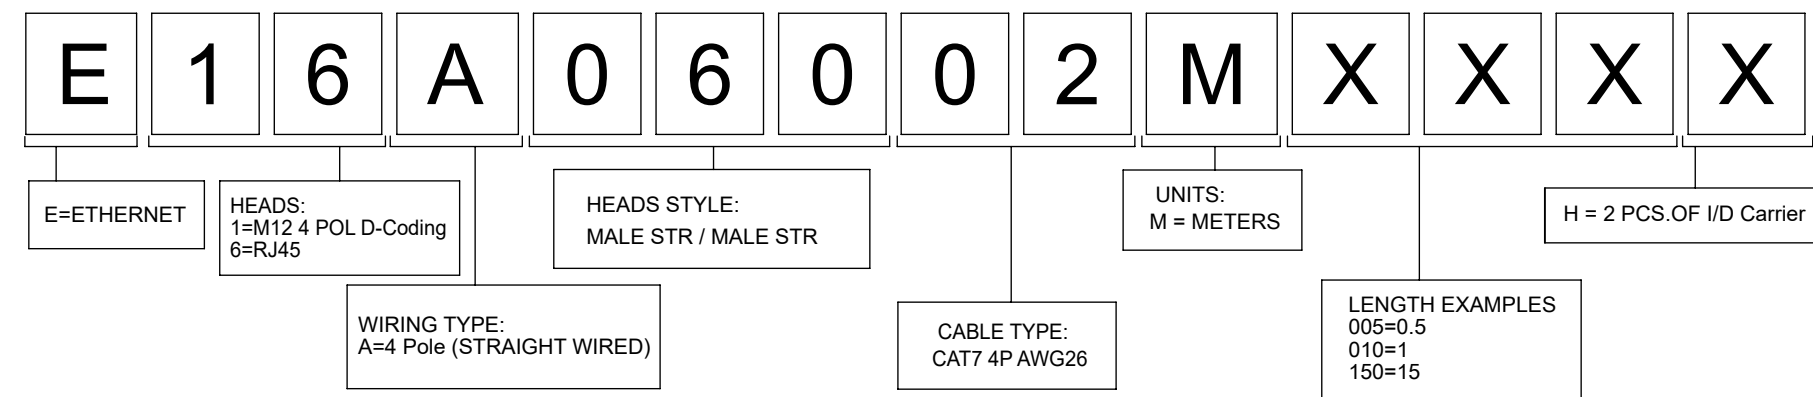 E 1 6 A 0 6 0 0 2 M X X X X
E=ETHERNET
HEADS:
1=M12 4 POL D-Coding
6=RJ45
WIRING TYPE:
A=4 Pole (STRAIGHT WIRED)
HEADS STYLE:
MALE STR / MALE STR
CABLE TYPE:
CAT7 4P AWG26
UNITS:
M = METERS
LENGTH EXAMPLES
005=0.5
010=1
150=15
H = 2 PCS.OF I/D Carrier